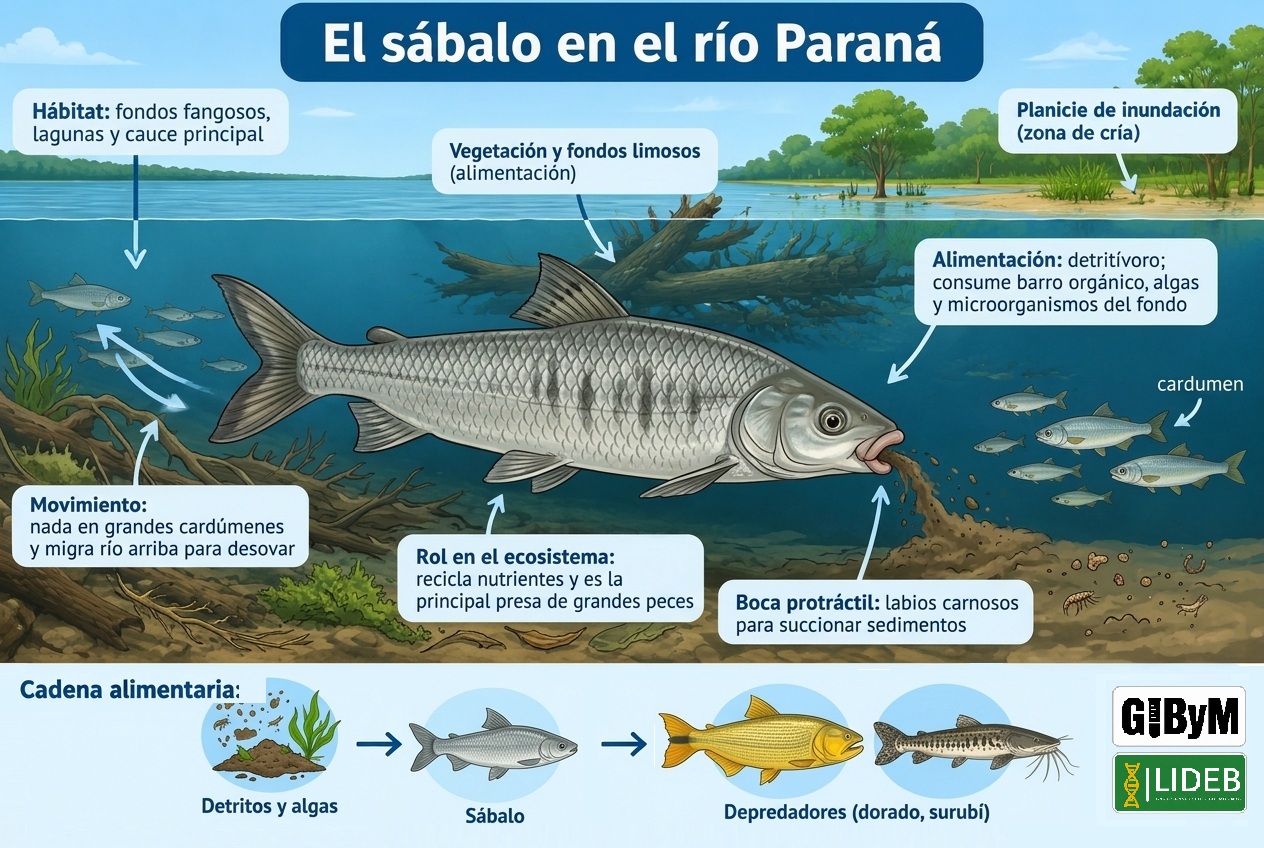 El sábalo en el río Paraná
Hábitat: fondos fangosos,
lagunas y cauce principal
Vegetación y fondos limosos
(alimentación)
Planicie de inundación
(zona de cría)
Alimentación: detritívoro;
consume barro orgánico, algas
y microorganismos del fondo
cardumen
Movimiento:
nada en grandes cardúmenes
y migra río arriba para desovar
Rol en el ecosistema:
recicla nutrientes y es la
principal presa de grandes peces
Boca protráctil: labios carnosos
para succionar sedimentos
Cadena alimentaria:
Detritos y algas
Sábalo
Depredadores (dorado, surubí)
GIByM
LIDEB